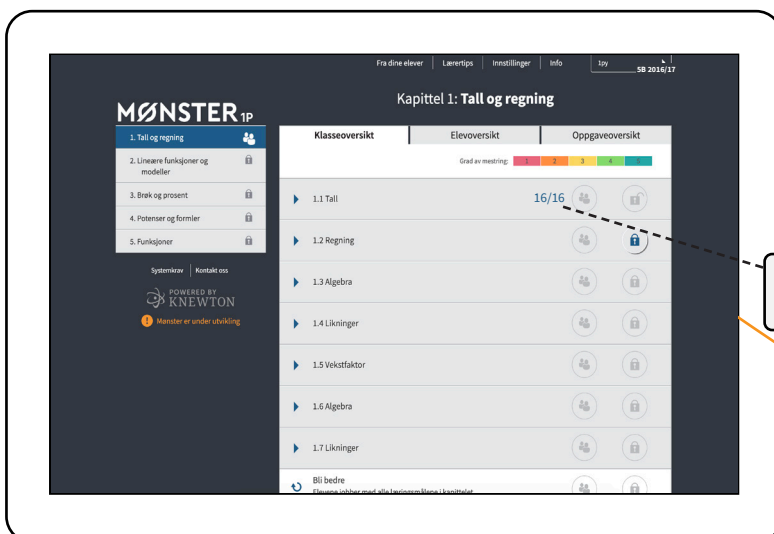 Fra dine elever | Lærertips | Innstillinger | Info
1py
SB 2016/17
MØNSTER 1P
Kapittel 1: Tall og regning
1. Tall og regning
2. Lineære funksjoner og
modeller
3. Brøk og prosent
4. Potenser og formler
5. Funksjoner
Systemkrav | Kontakt oss
POWERED BY
KNEWTON
Mønster er under utvikling
Klasseoversikt Elevoversikt Oppgaveoversikt
Grad av mestring: 1 2 3 4
1.1 Tall 16/16
1.2 Regning
1.3 Algebra
1.4 Likninger
1.5 Vekstfaktor
1.6 Algebra
1.7 Likninger
Bli bedre
Elevene jobber med alle læringsmålene i kapittelet